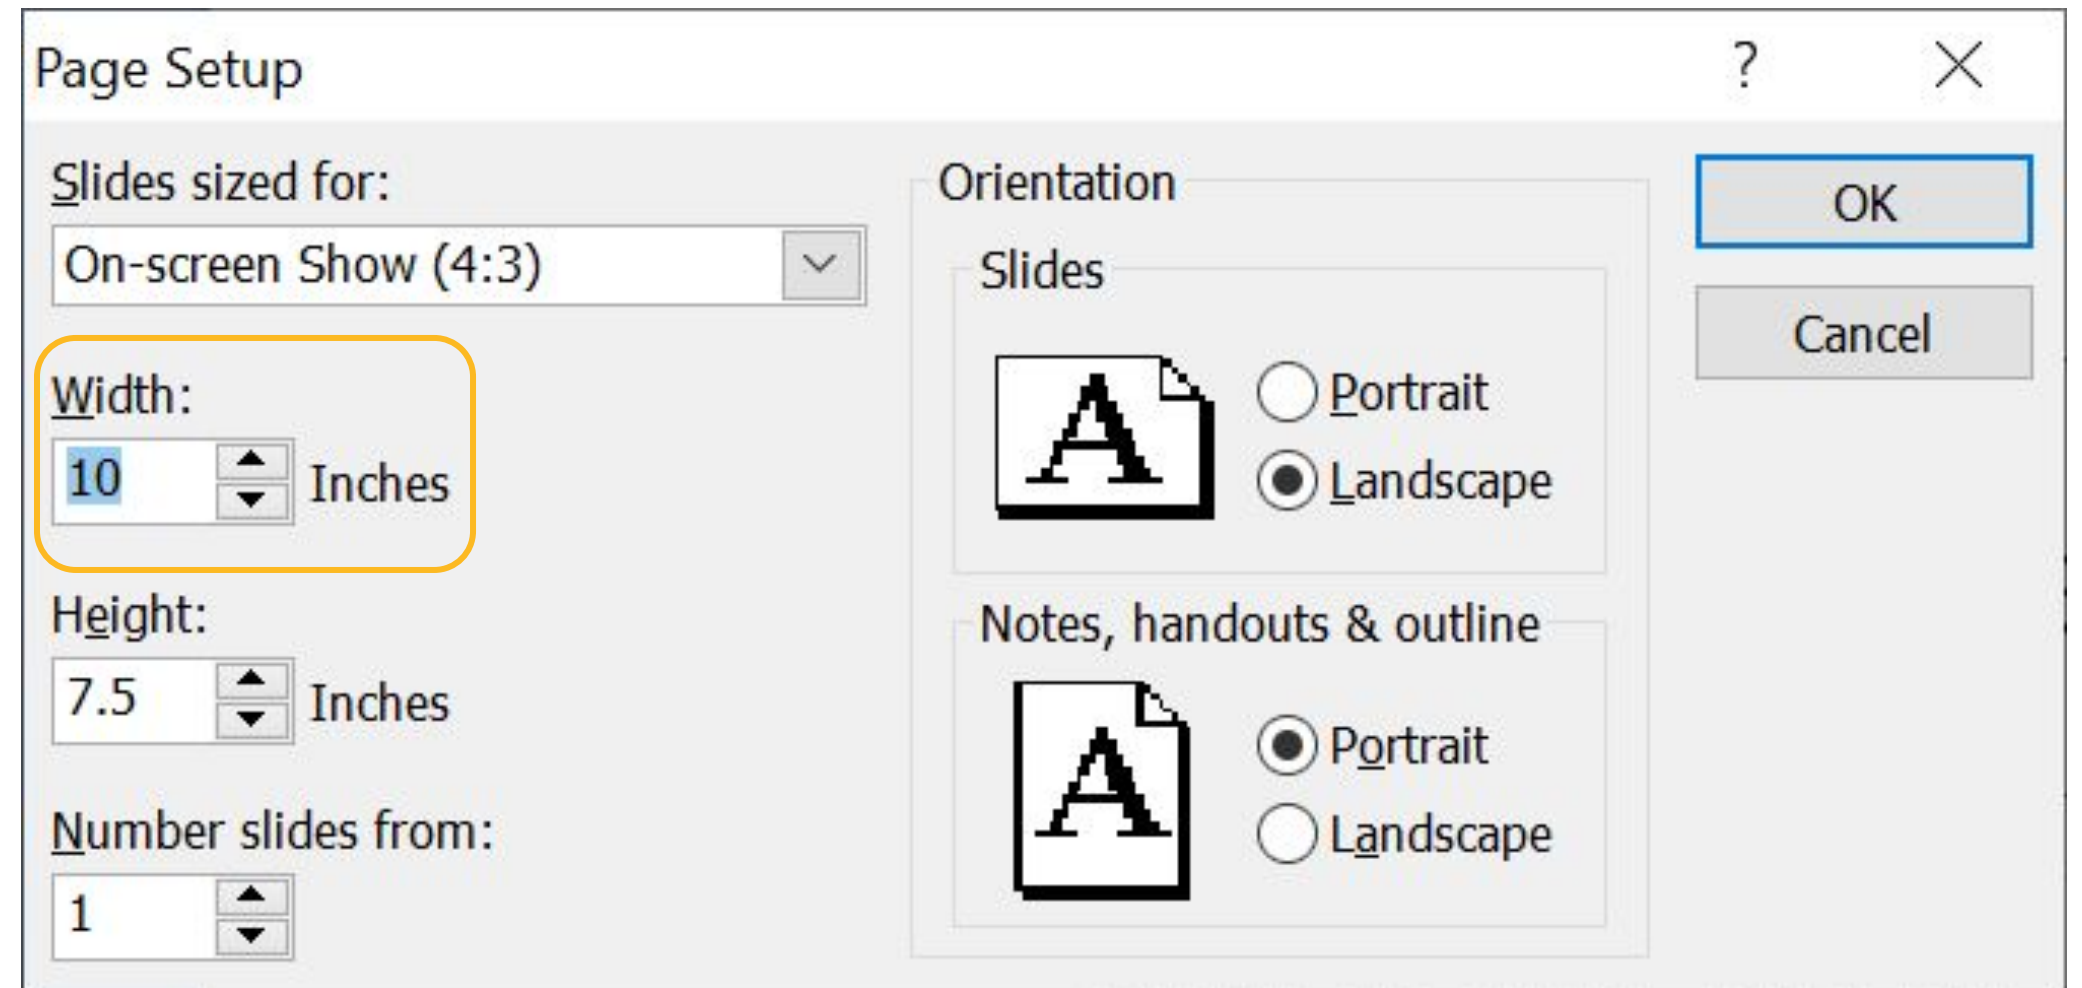 Page Setup
?
Slides sized for:
On-screen Show (4:3)
Width:
10 Inches
Height:
7.5 Inches
Number slides from:
1
Orientation
Slides
A
Portrait
Landscape
Notes, handouts & outline
A
Portrait
Landscape
OK
Cancel